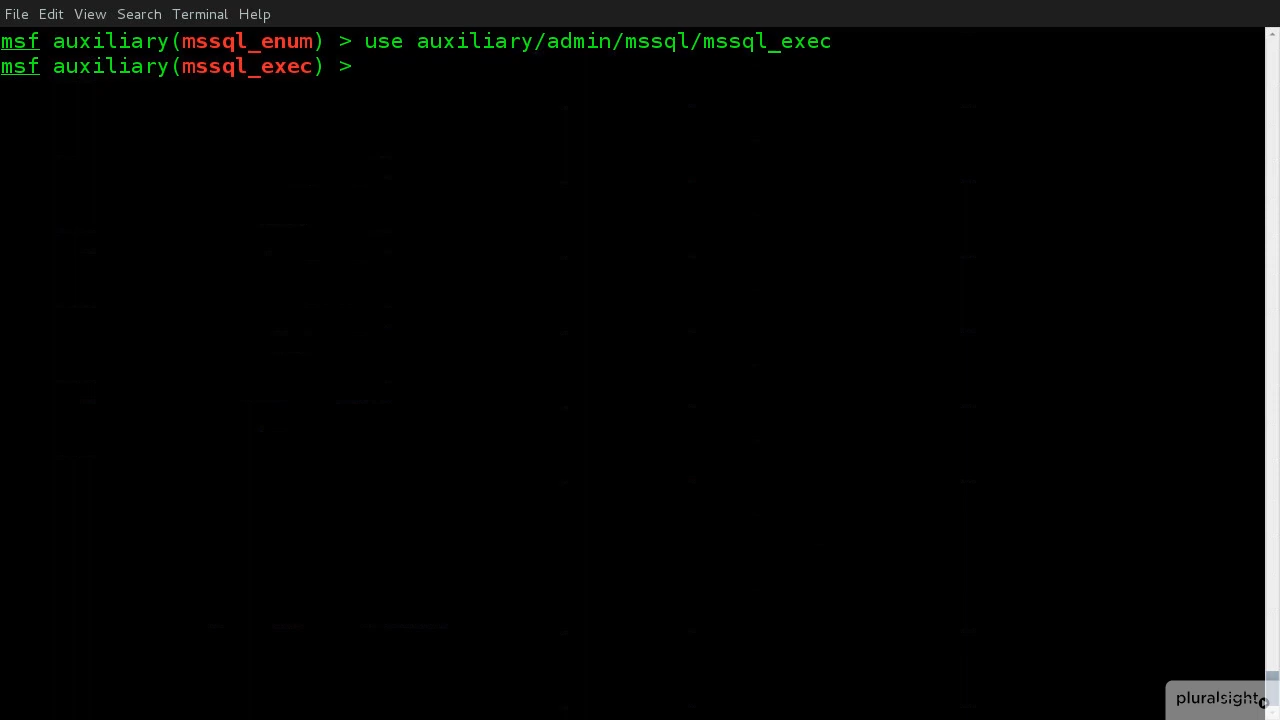 File Edit View Search Terminal Help
msf auxiliary(mssql_enum) > use auxiliary/admin/mssql/mssql_exec
msf auxiliary(mssql_exec) >
pluralsight